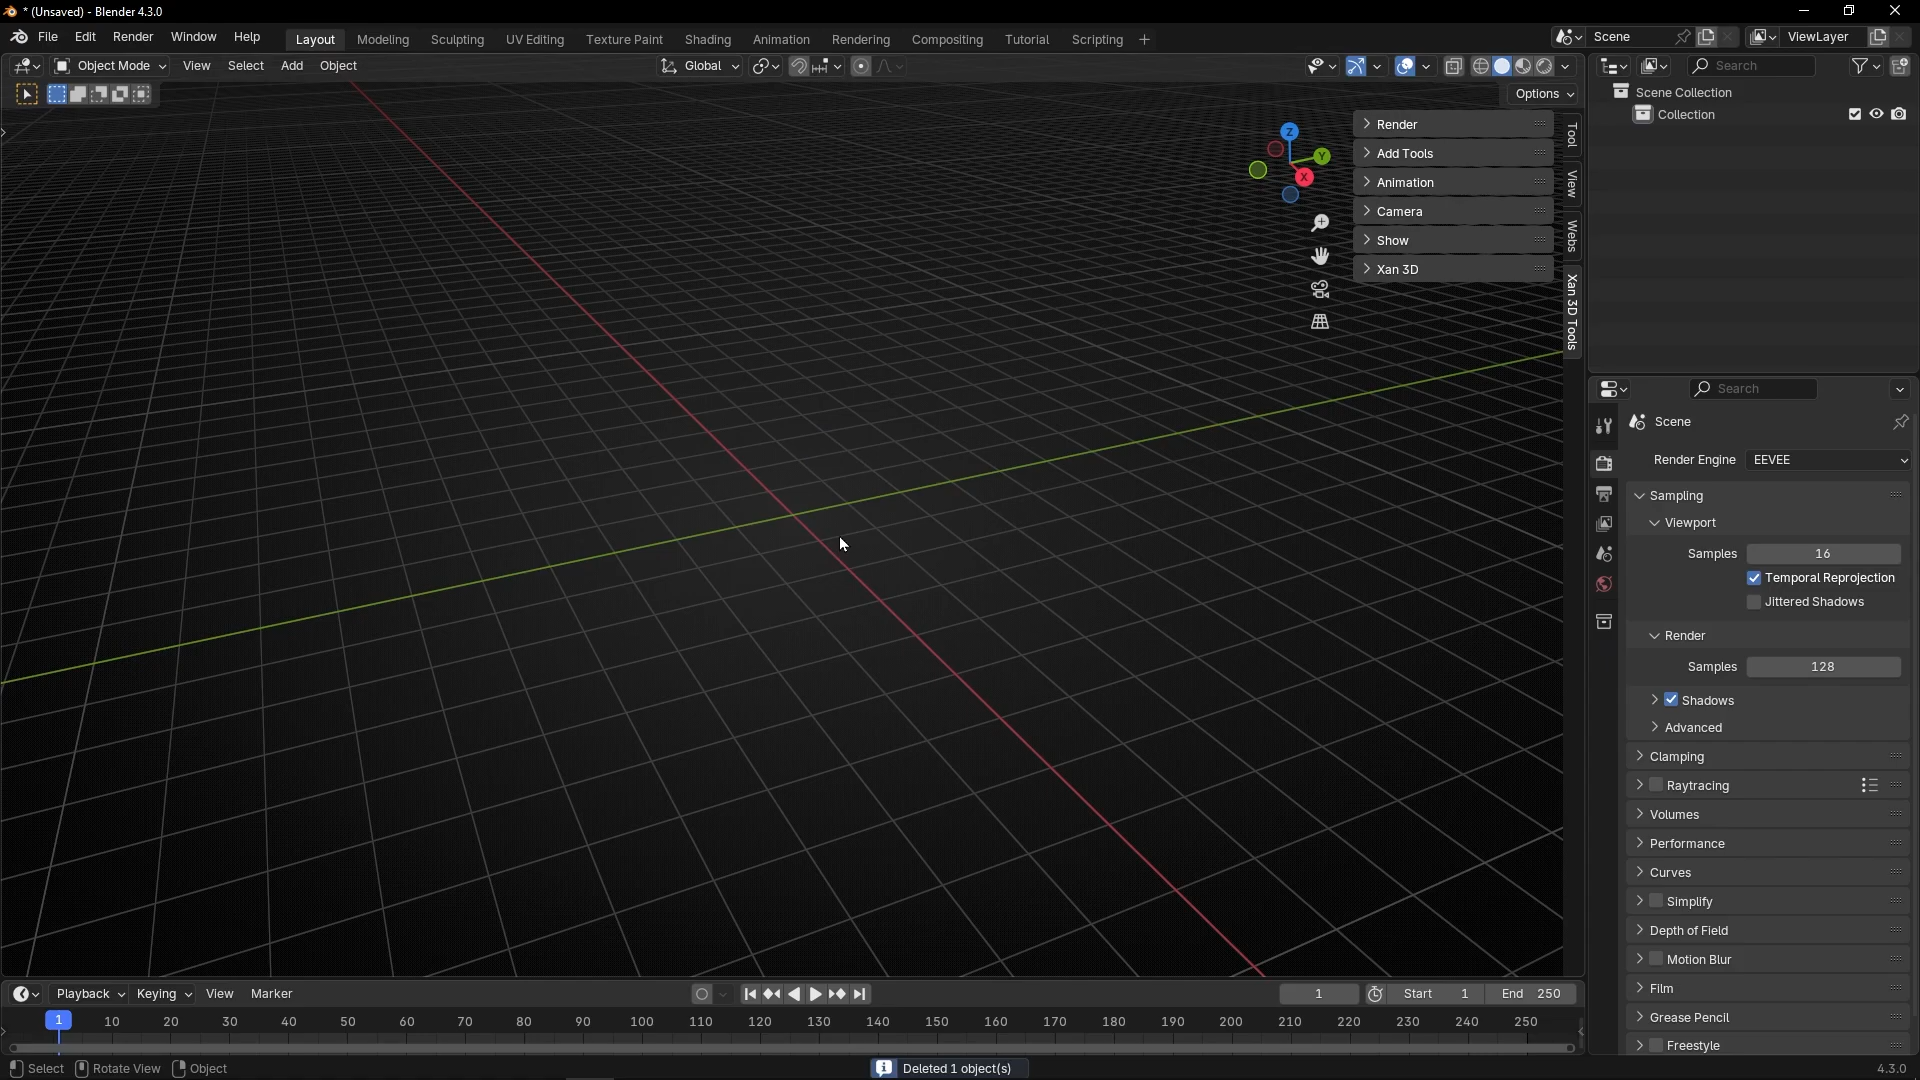 * (Unsaved) - Blender 4.3.0
File Edit Render Window Help Layout Modeling Sculpting UV Editing Texture Paint Shading Animation Rendering Compositing Tutorial Scripting + Scene ViewLayer
Object Mode View Select Add Object Global Search
Options
Scene Collection
Collection
Z
Y
X
Render
Add Tools
Animation
Camera
Show
Xan 3D
Tool
View
Webs
Xan 3D Tools
Search
Scene
Render Engine EEVEE
Sampling
Viewport
Samples 16
Temporal Reprojection
Jittered Shadows
Render
Samples 128
Shadows
Advanced
Clamping
Raytracing
Volumes
Performance
Curves
Simplify
Depth of Field
Motion Blur
Film
Grease Pencil
Freestyle
Playback Keying View Marker 1 Start 1 End 250
1 10 20 30 40 50 60 70 80 90 100 110 120 130 140 150 160 170 180 190 200 210 220 230 240 250
Select Rotate View Object Deleted 1 object(s) 4.3.0